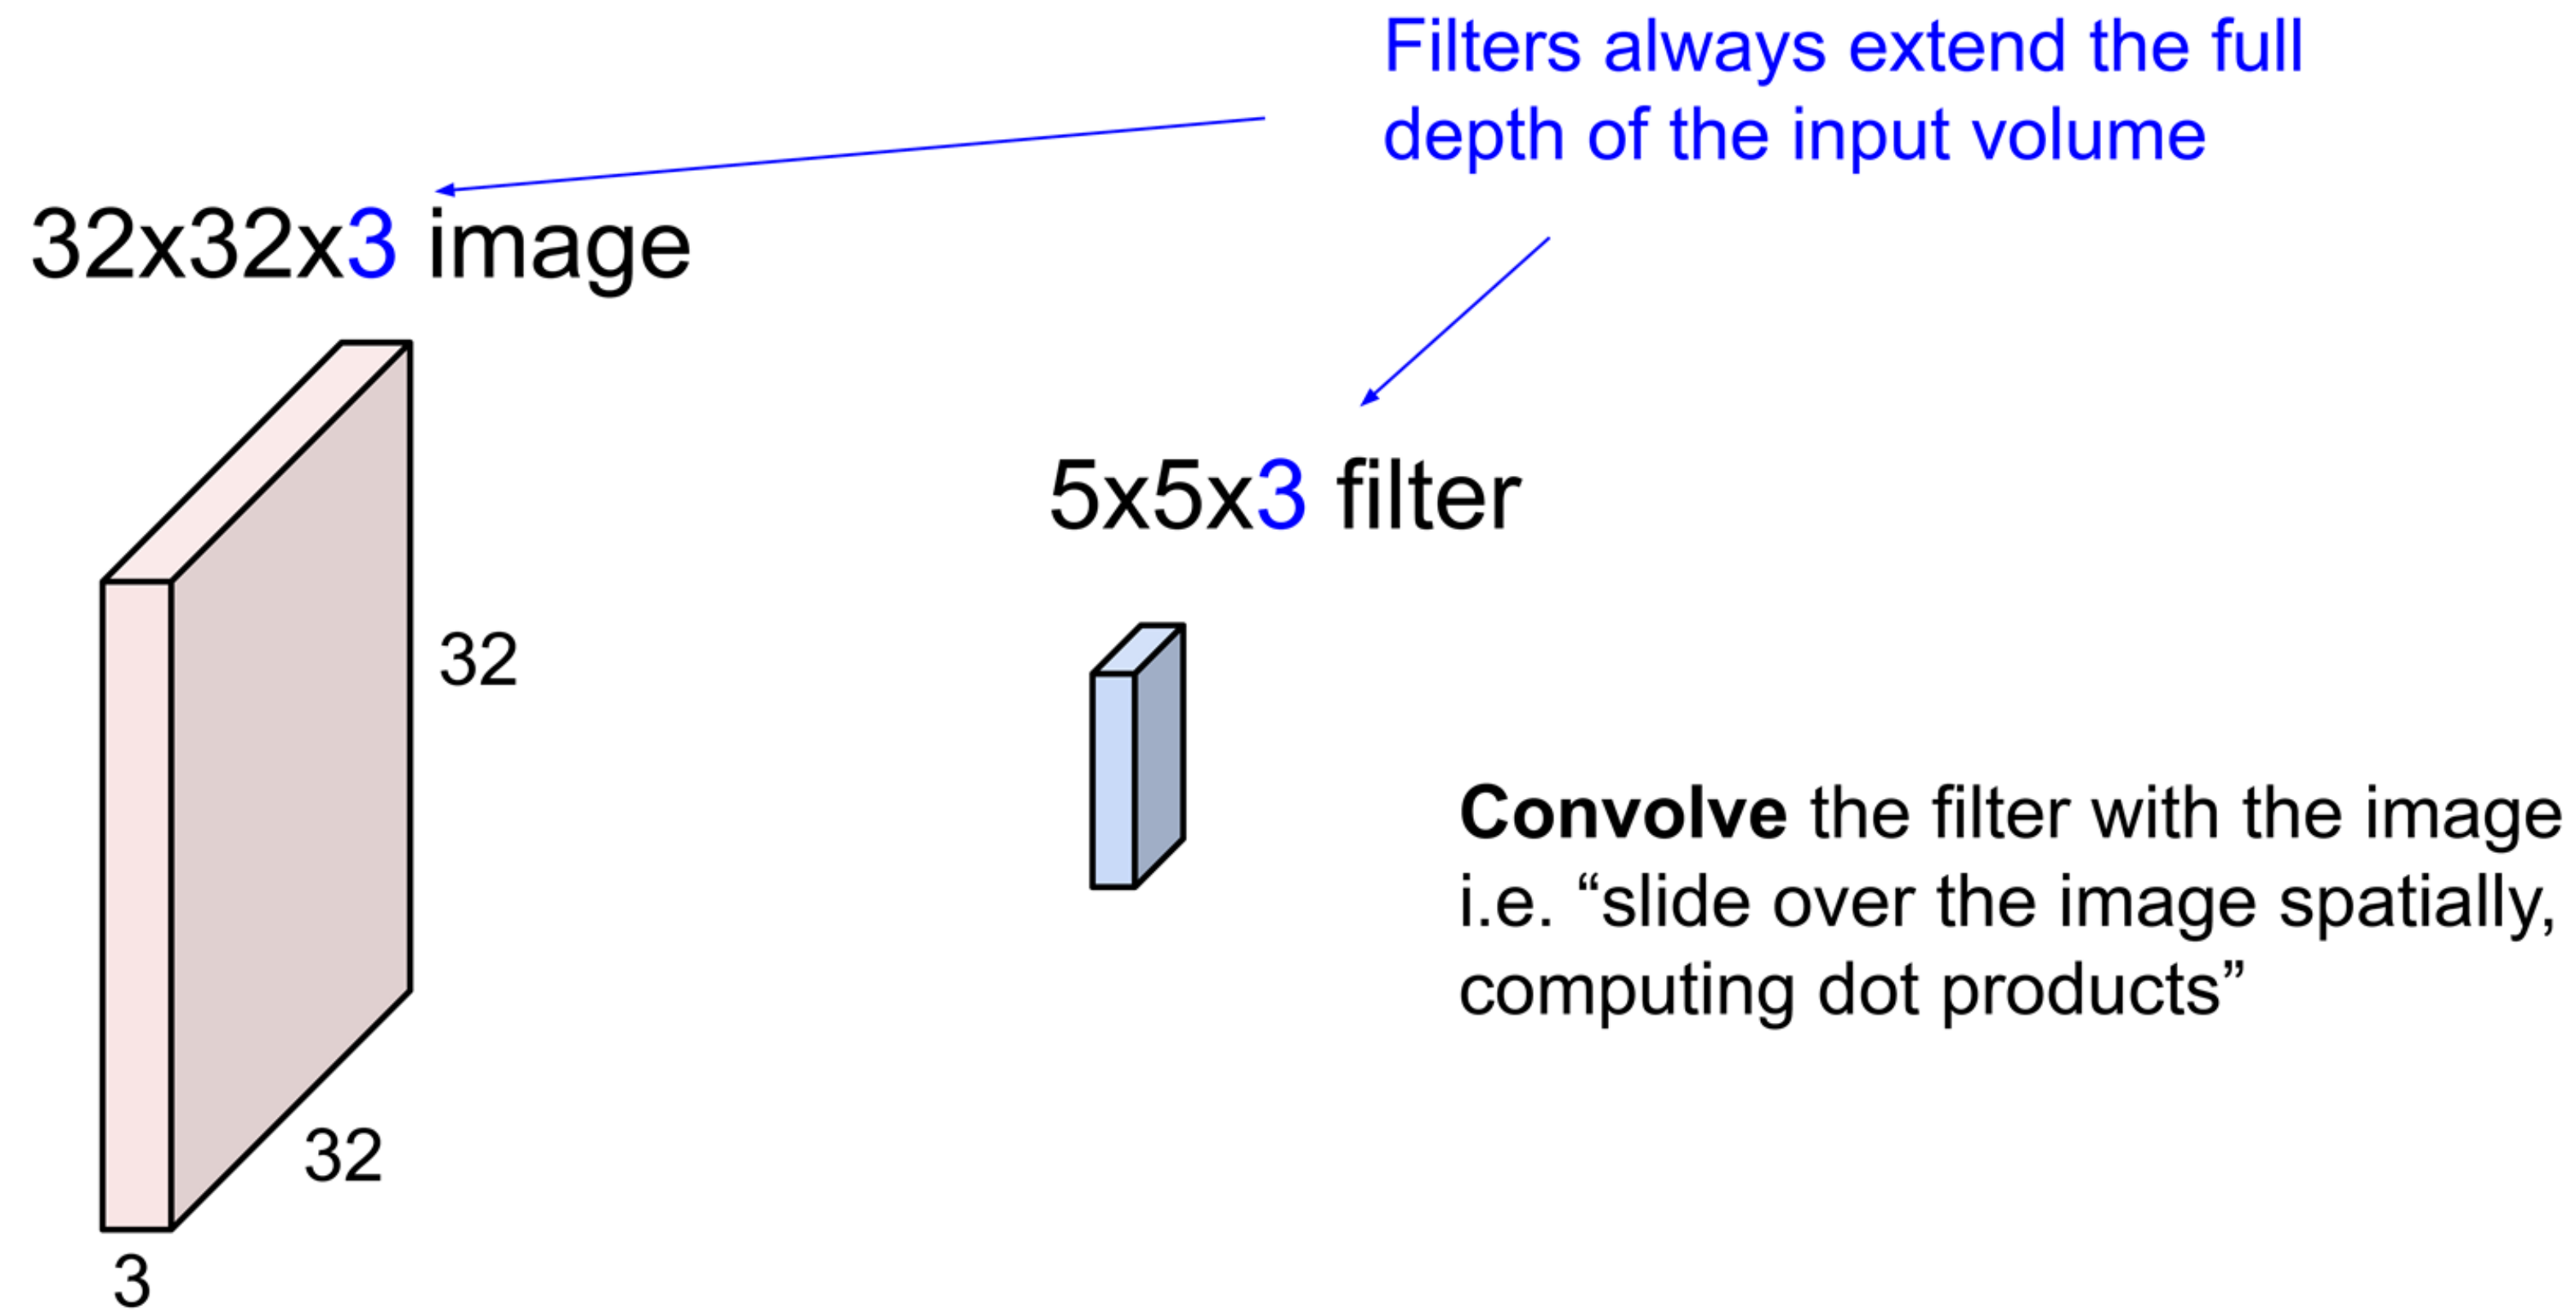 Filters always extend the full
depth of the input volume
32x32x3 image
5x5x3 filter
32
Convolve the filter with the image
i.e. “slide over the image spatially,
computing dot products”
32
3